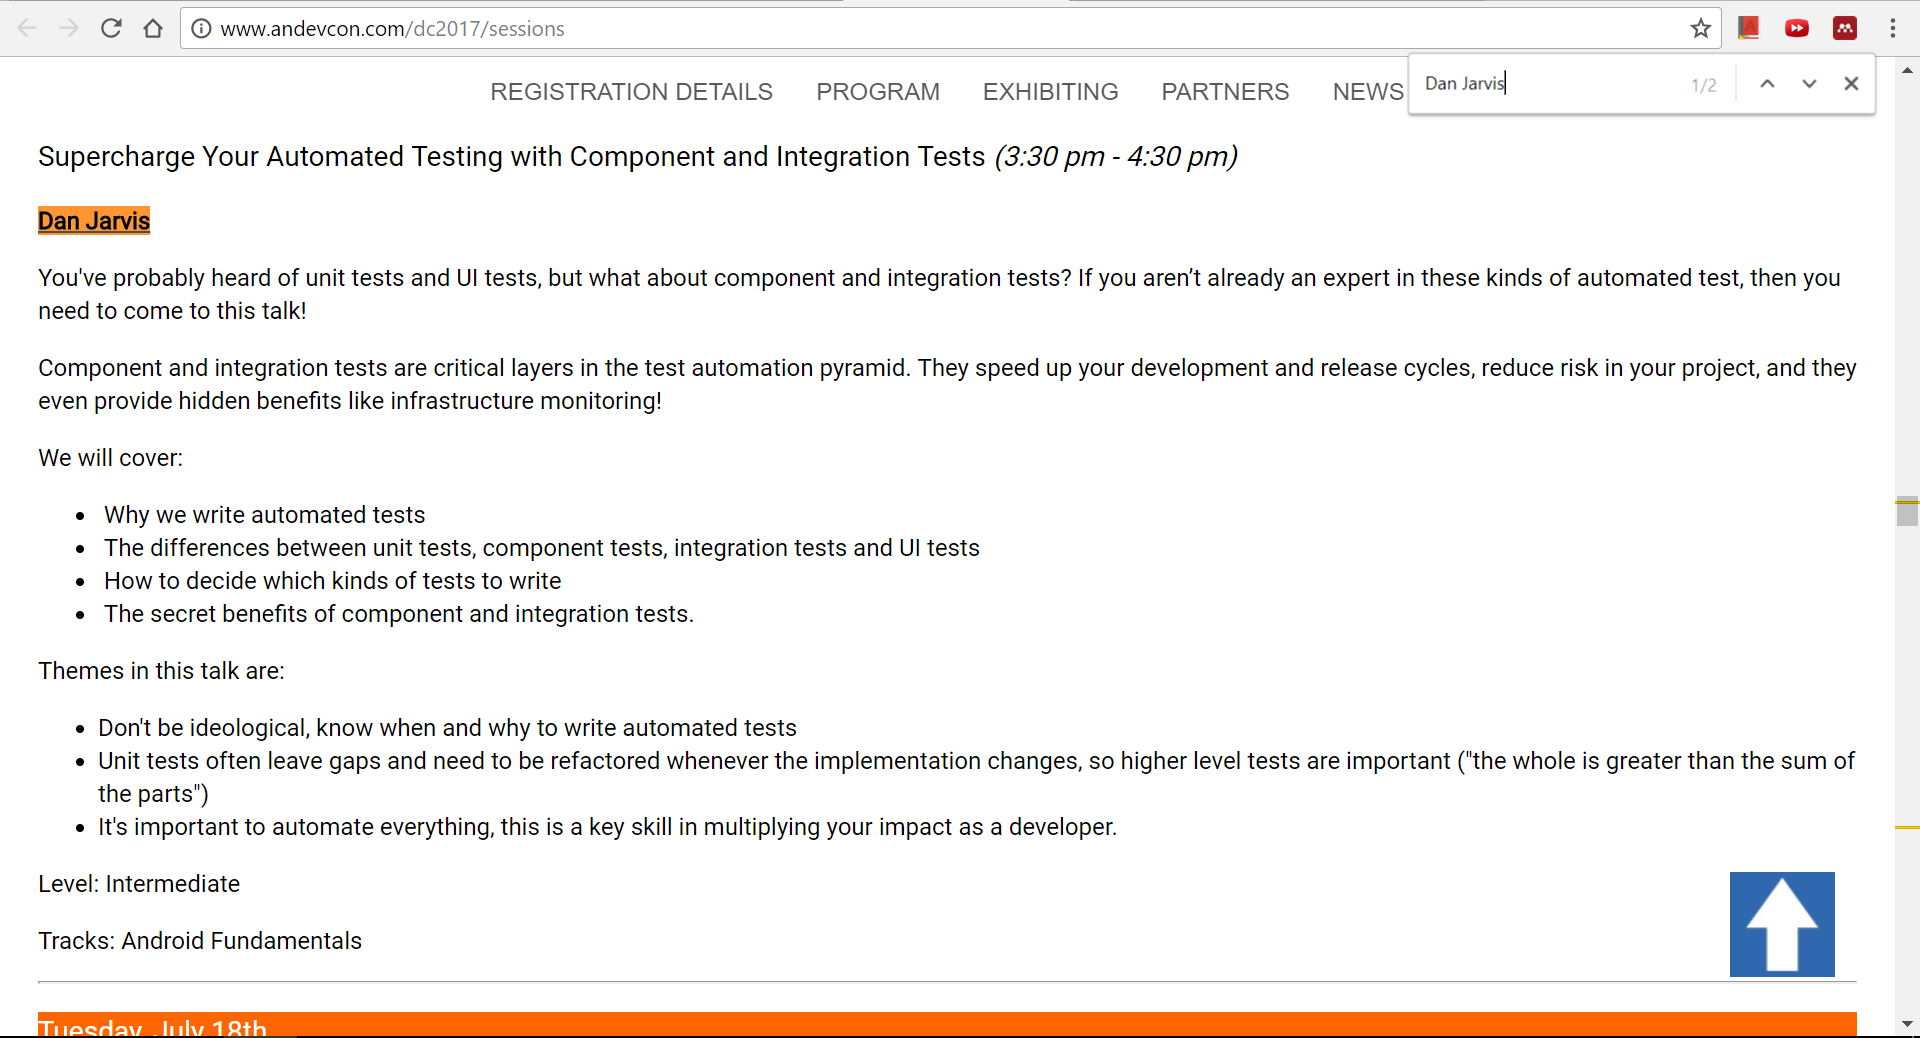 www.andevcon.com/dc2017/sessions
Dan Jarvis 1/2
REGISTRATION DETAILS PROGRAM EXHIBITING PARTNERS NEWS
Supercharge Your Automated Testing with Component and Integration Tests (3:30 pm - 4:30 pm)
Dan Jarvis
You've probably heard of unit tests and UI tests, but what about component and integration tests? If you aren’t already an expert in these kinds of automated test, then you
need to come to this talk!
Component and integration tests are critical layers in the test automation pyramid. They speed up your development and release cycles, reduce risk in your project, and they
even provide hidden benefits like infrastructure monitoring!
We will cover:
• Why we write automated tests
• The differences between unit tests, component tests, integration tests and UI tests
• How to decide which kinds of tests to write
• The secret benefits of component and integration tests.
Themes in this talk are:
• Don't be ideological, know when and why to write automated tests
• Unit tests often leave gaps and need to be refactored whenever the implementation changes, so higher level tests are important ("the whole is greater than the sum of
the parts")
• It's important to automate everything, this is a key skill in multiplying your impact as a developer.
Level: Intermediate
Tracks: Android Fundamentals
Tuesday, July 18th